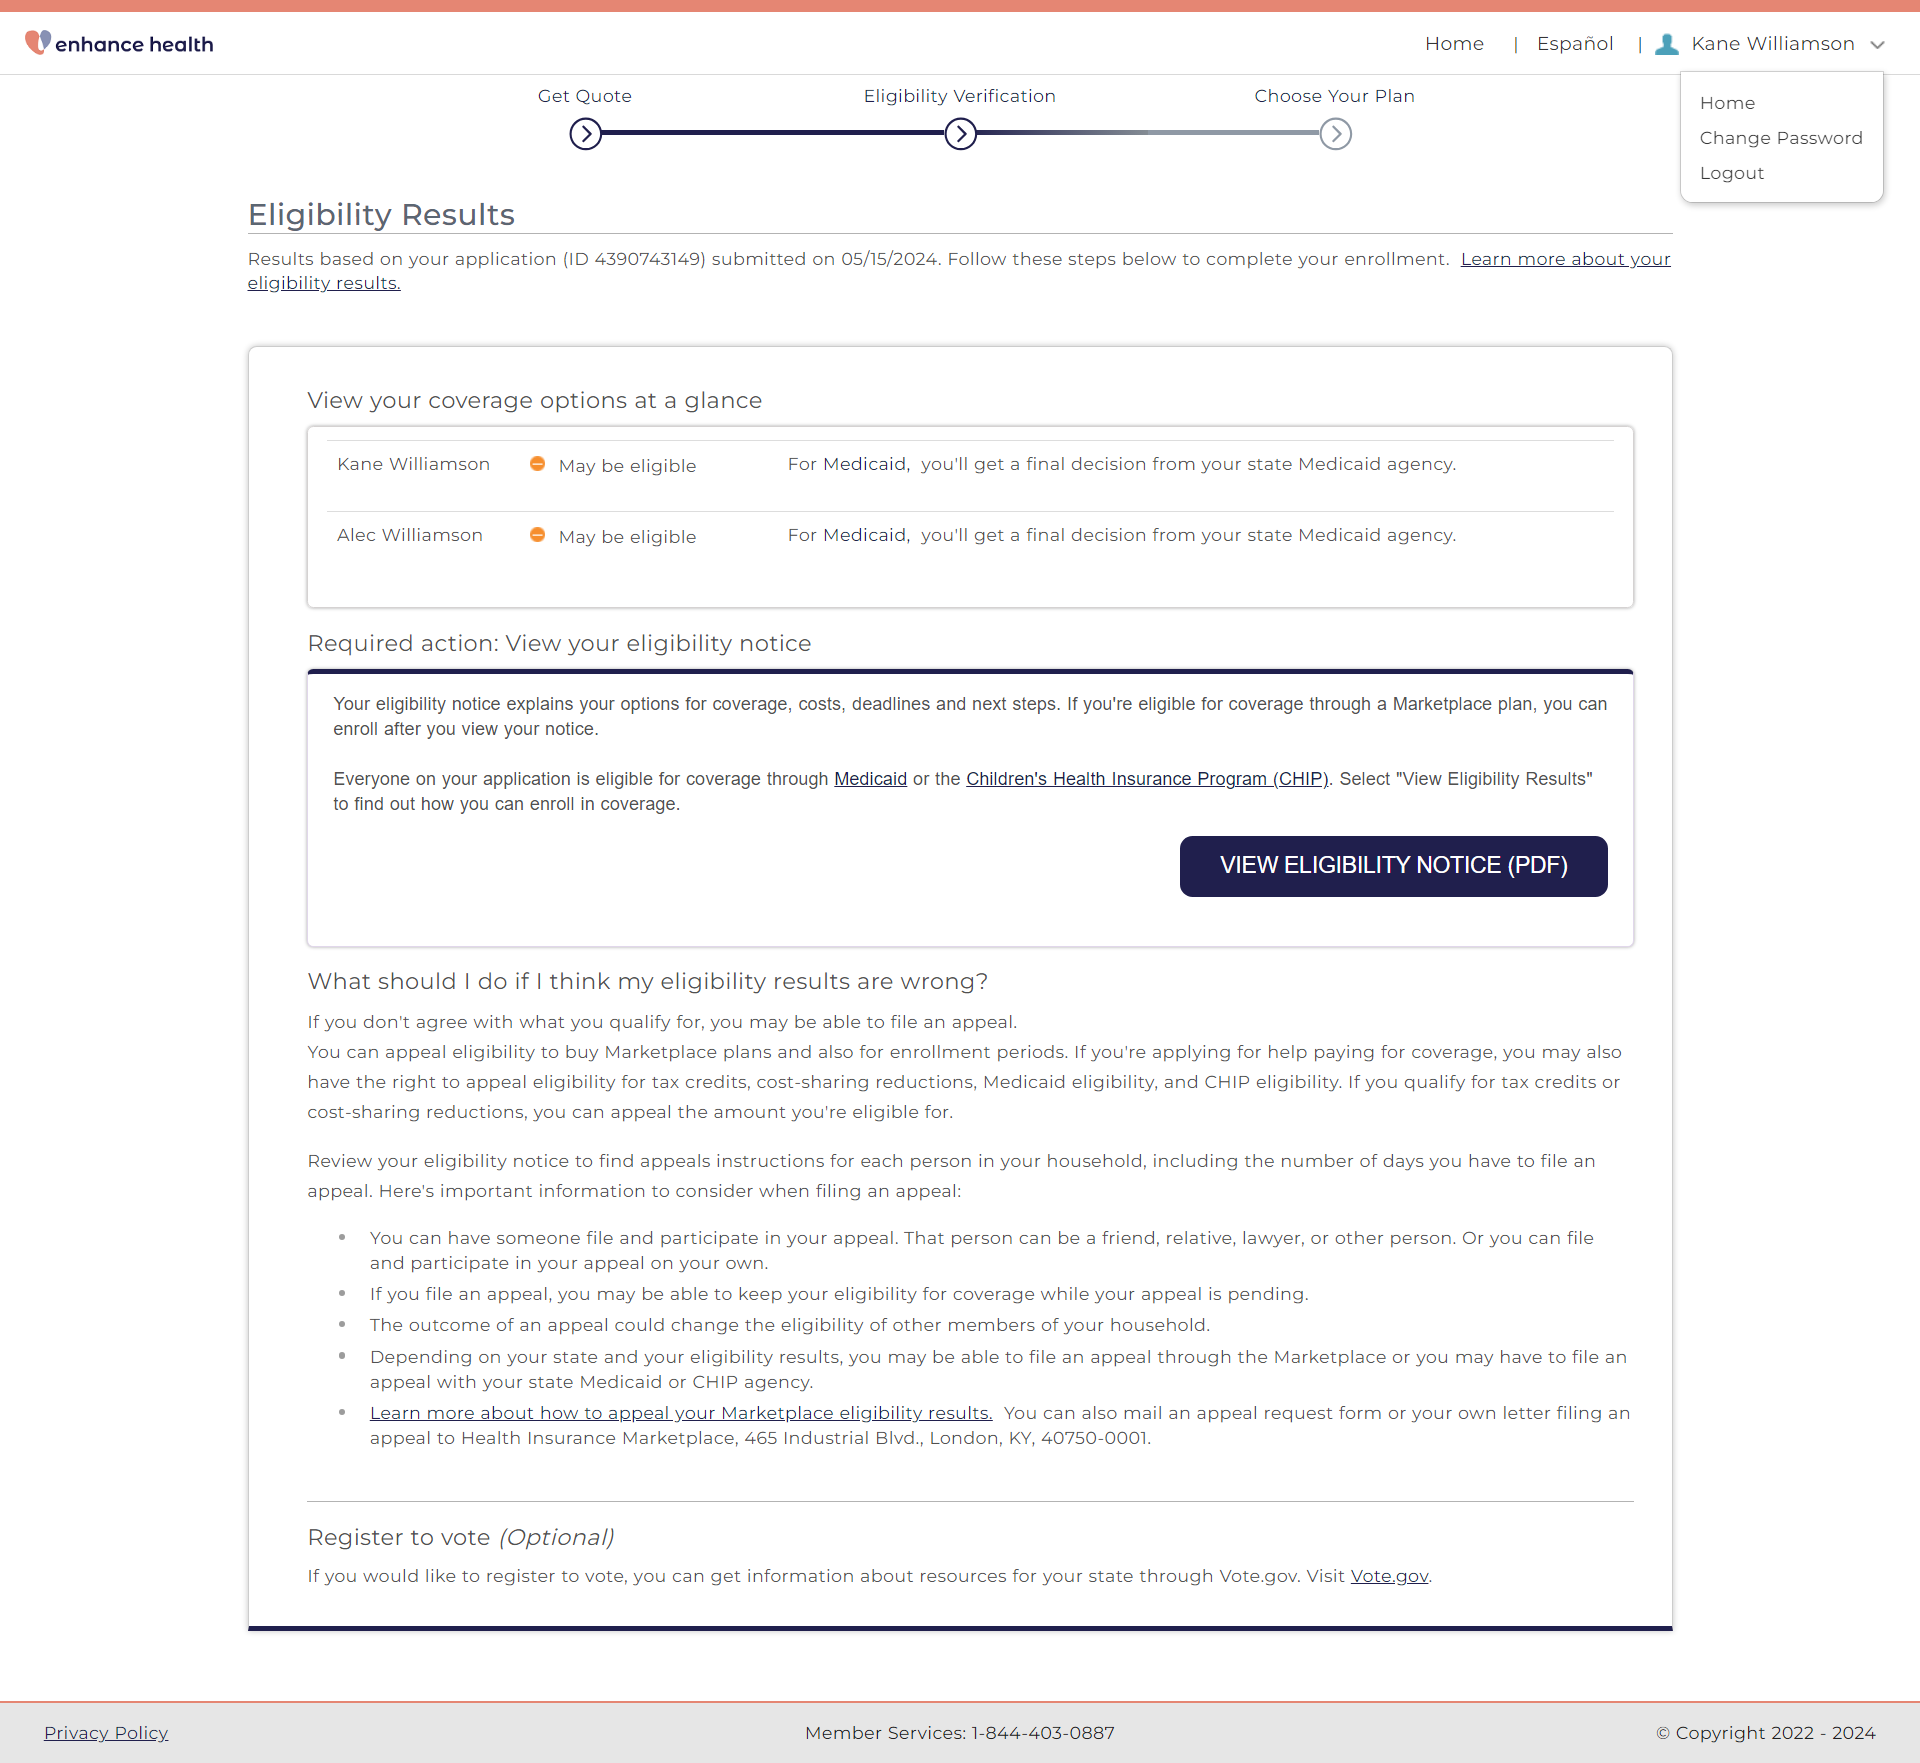 enhance health
Home | Español | Kane Williamson
Home
Change Password
Logout
Get Quote
Eligibility Verification
Choose Your Plan
Eligibility Results
Results based on your application (ID 4390743149) submitted on 05/15/2024. Follow these steps below to complete your enrollment. Learn more about your
eligibility results.
View your coverage options at a glance
Kane Williamson May be eligible For Medicaid, you'll get a final decision from your state Medicaid agency.
Alec Williamson May be eligible For Medicaid, you'll get a final decision from your state Medicaid agency.
Required action: View your eligibility notice
Your eligibility notice explains your options for coverage, costs, deadlines and next steps. If you're eligible for coverage through a Marketplace plan, you can
enroll after you view your notice.
Everyone on your application is eligible for coverage through Medicaid or the Children's Health Insurance Program (CHIP). Select "View Eligibility Results"
to find out how you can enroll in coverage.
VIEW ELIGIBILITY NOTICE (PDF)
What should I do if I think my eligibility results are wrong?
If you don't agree with what you qualify for, you may be able to file an appeal.
You can appeal eligibility to buy Marketplace plans and also for enrollment periods. If you're applying for help paying for coverage, you may also
have the right to appeal eligibility for tax credits, cost-sharing reductions, Medicaid eligibility, and CHIP eligibility. If you qualify for tax credits or
cost-sharing reductions, you can appeal the amount you're eligible for.
Review your eligibility notice to find appeals instructions for each person in your household, including the number of days you have to file an
appeal. Here's important information to consider when filing an appeal:
• You can have someone file and participate in your appeal. That person can be a friend, relative, lawyer, or other person. Or you can file
and participate in your appeal on your own.
• If you file an appeal, you may be able to keep your eligibility for coverage while your appeal is pending.
• The outcome of an appeal could change the eligibility of other members of your household.
• Depending on your state and your eligibility results, you may be able to file an appeal through the Marketplace or you may have to file an
appeal with your state Medicaid or CHIP agency.
• Learn more about how to appeal your Marketplace eligibility results. You can also mail an appeal request form or your own letter filing an
appeal to Health Insurance Marketplace, 465 Industrial Blvd., London, KY, 40750-0001.
Register to vote (Optional)
If you would like to register to vote, you can get information about resources for your state through Vote.gov. Visit Vote.gov.
Privacy Policy
Member Services: 1-844-403-0887
© Copyright 2022 - 2024